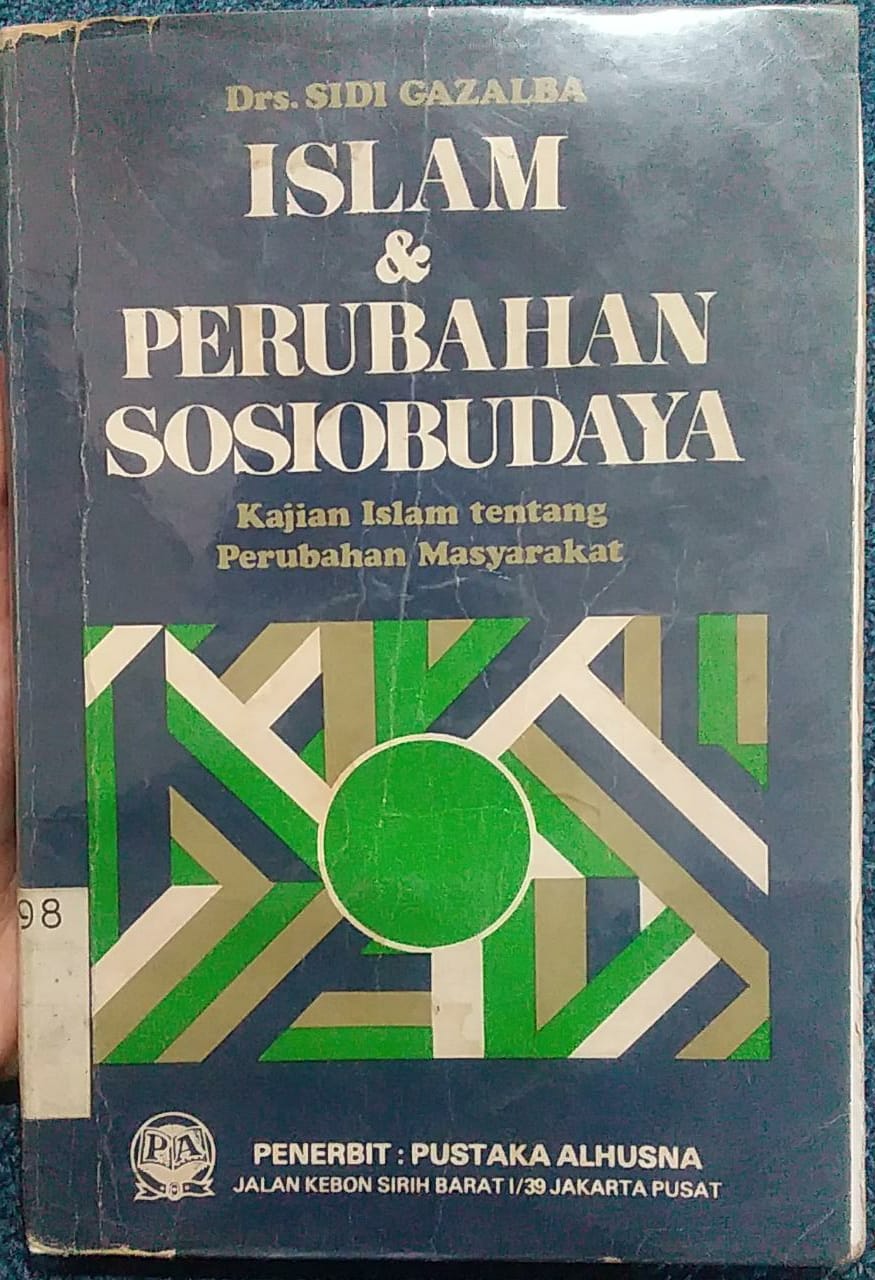 Drs. SIDI GAZALBA
ISLAM
&
PERUBAHAN
SOSIOBUDAYA
Kajian Islam tentang
Perubahan Masyarakat
98
PA
PENERBIT : PUSTAKA ALHUSNA
JALAN KEBON SIRIH BARAT I/39 JAKARTA PUSAT